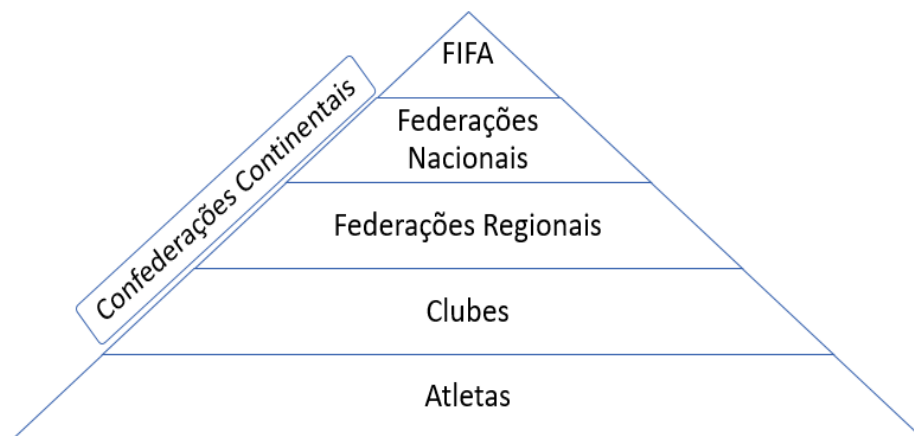 FIFA
Confederações Continentais
Federações
Nacionais
Federações Regionais
Clubes
Atletas